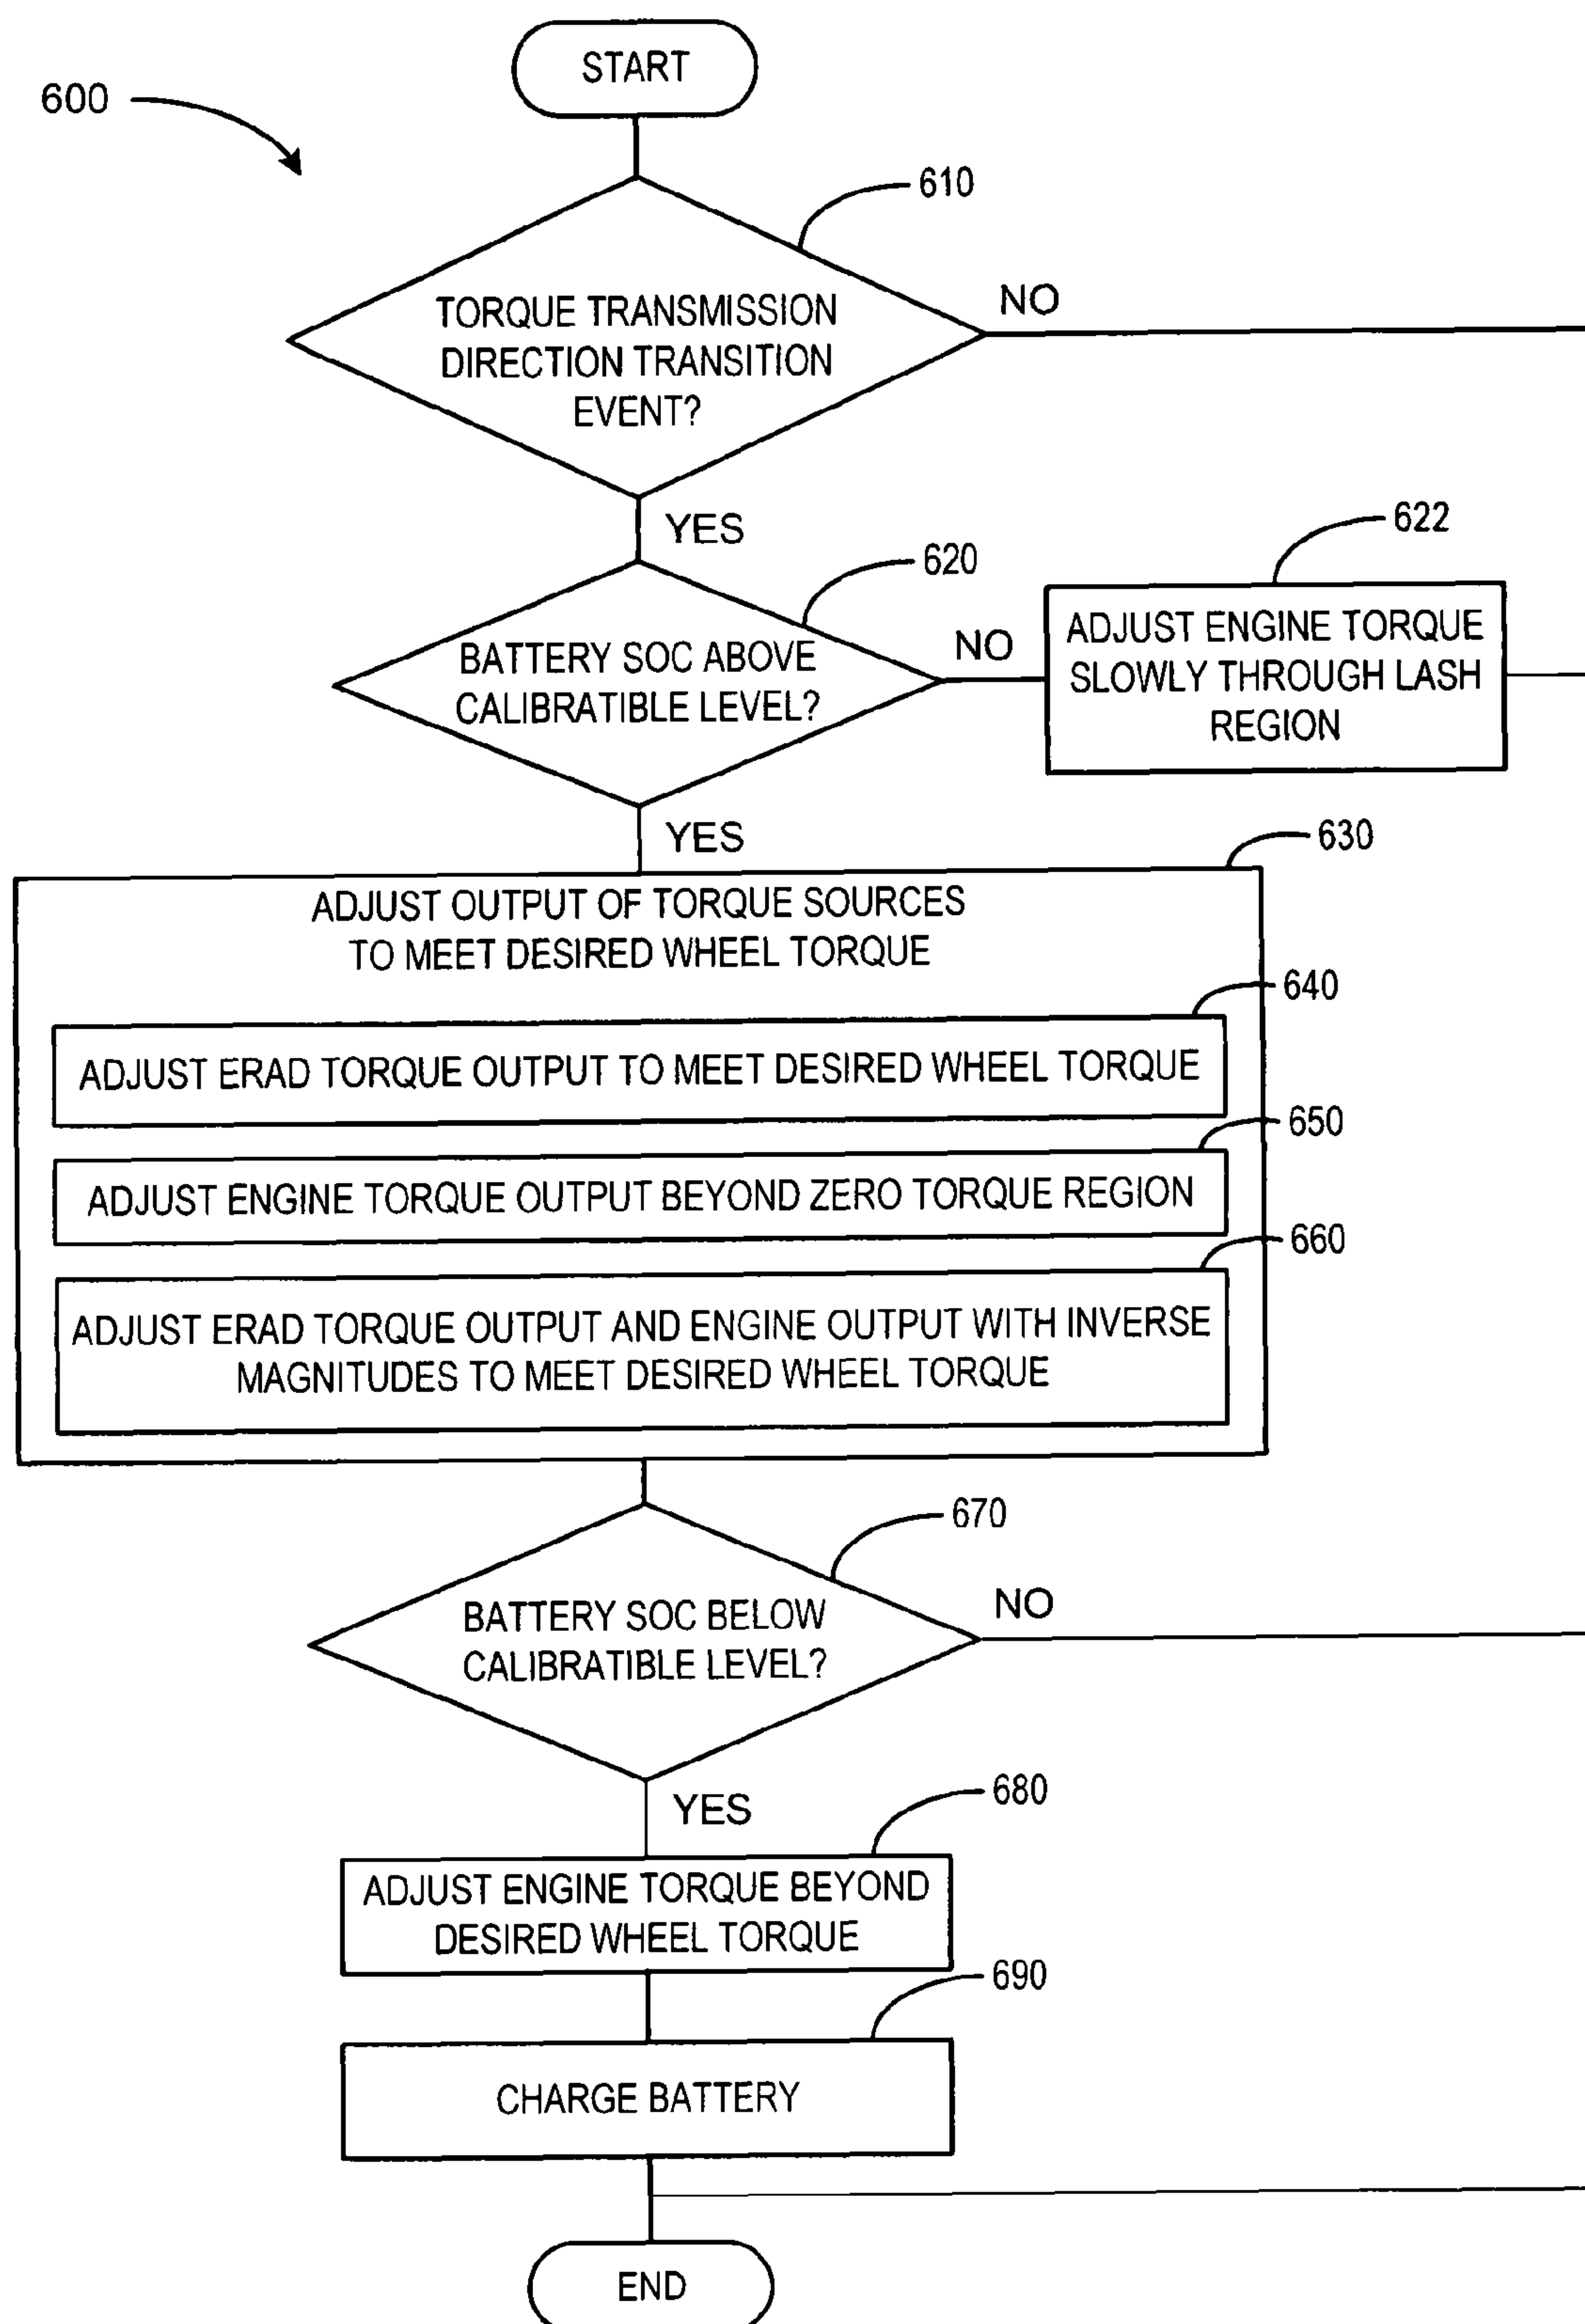 START
600
610
TORQUE TRANSMISSION
DIRECTION TRANSITION
EVENT?
NO
YES
620
622
BATTERY SOC ABOVE
CALIBRATIBLE LEVEL?
NO
ADJUST ENGINE TORQUE
SLOWLY THROUGH LASH
REGION
YES
630
ADJUST OUTPUT OF TORQUE SOURCES
TO MEET DESIRED WHEEL TORQUE
640
ADJUST ERAD TORQUE OUTPUT TO MEET DESIRED WHEEL TORQUE
650
ADJUST ENGINE TORQUE OUTPUT BEYOND ZERO TORQUE REGION
660
ADJUST ERAD TORQUE OUTPUT AND ENGINE OUTPUT WITH INVERSE
MAGNITUDES TO MEET DESIRED WHEEL TORQUE
670
BATTERY SOC BELOW
CALIBRATIBLE LEVEL?
NO
YES
680
ADJUST ENGINE TORQUE BEYOND
DESIRED WHEEL TORQUE
690
CHARGE BATTERY
END